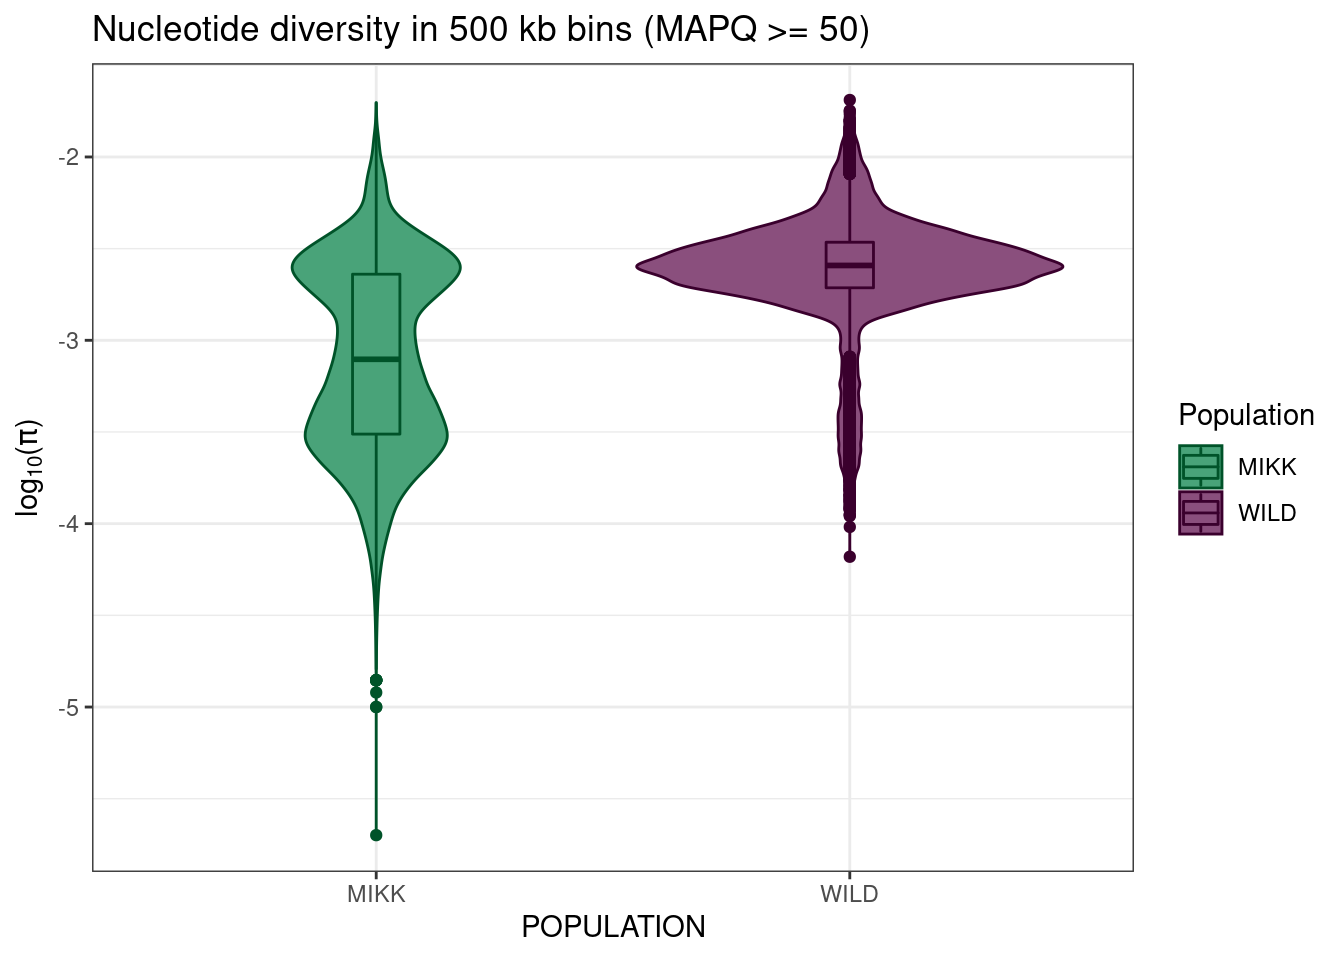 Nucleotide diversity in 500 kb bins (MAPQ >= 50)
-2
-3
-4
-5
log₁₀(π)
MIKK
WILD
POPULATION
Population
MIKK
WILD